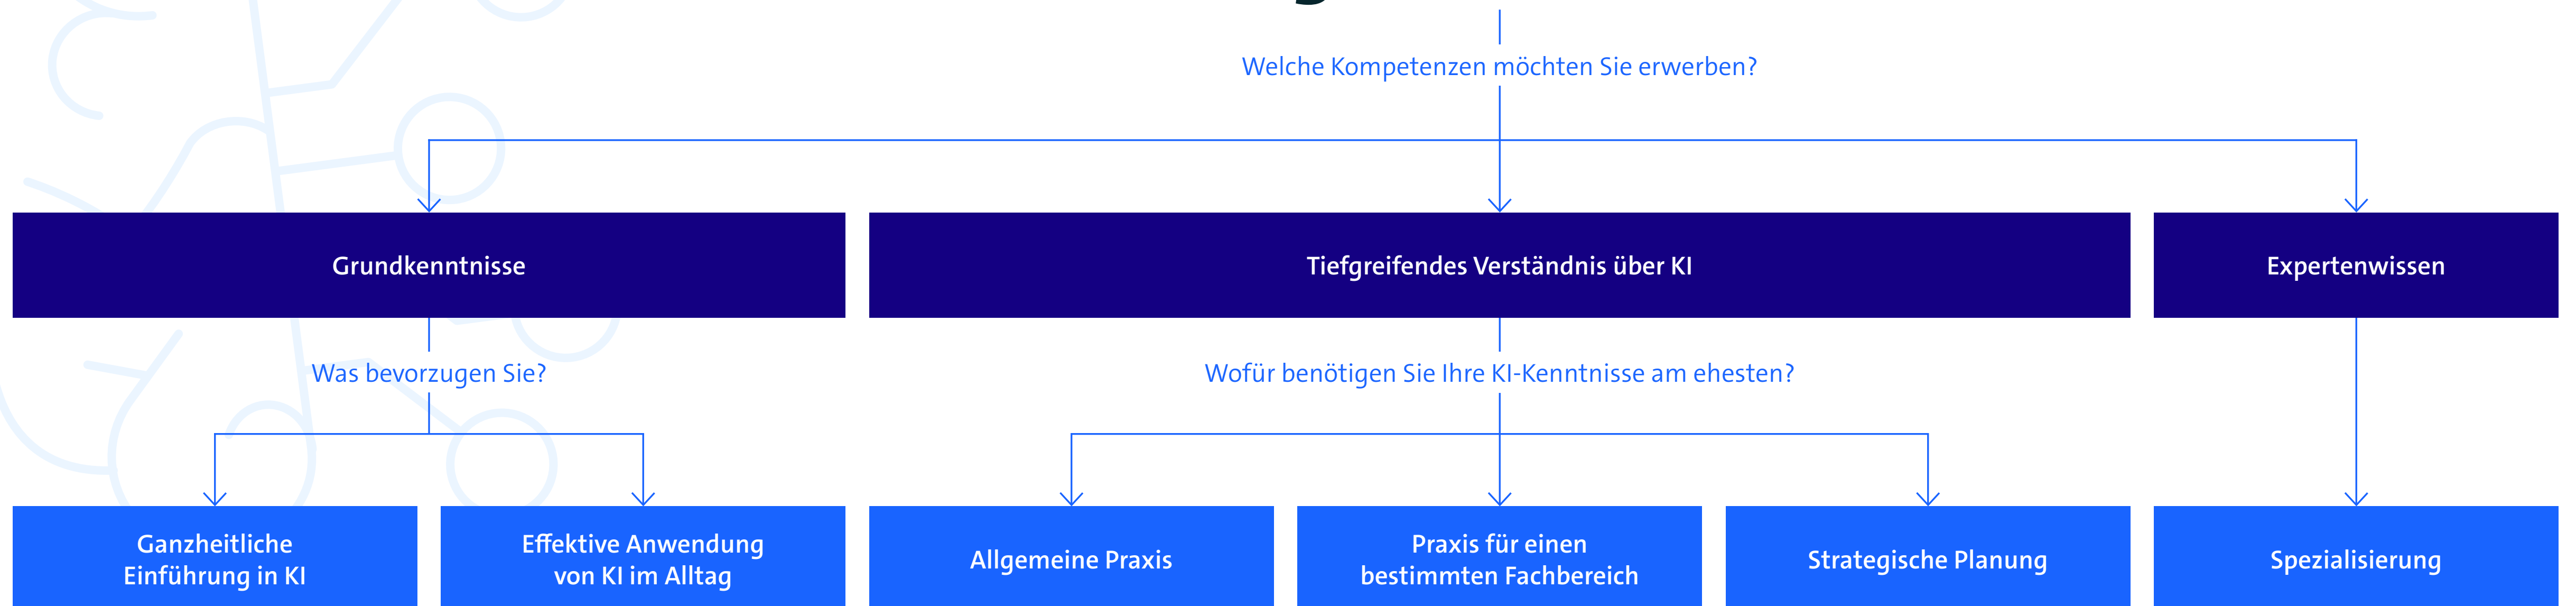 Welche Kompetenzen möchten Sie erwerben?
Grundkenntnisse
Tiefgreifendes Verständnis über KI
Expertenwissen
Was bevorzugen Sie?
Wofür benötigen Sie Ihre KI-Kenntnisse am ehesten?
Ganzheitliche
Einführung in KI
Effektive Anwendung
von KI im Alltag
Allgemeine Praxis
Praxis für einen
bestimmten Fachbereich
Strategische Planung
Spezialisierung